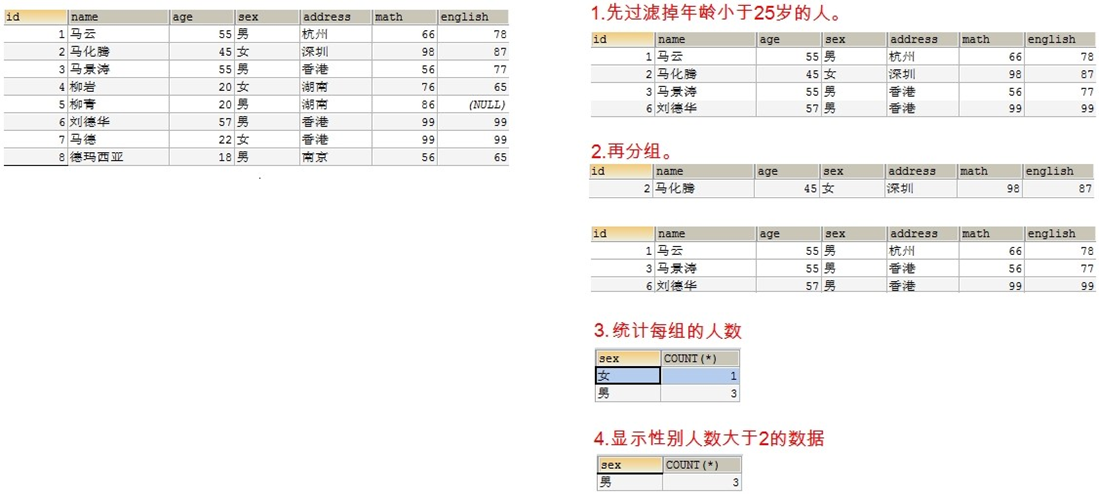 id name age sex address math english
1 马云 55 男 杭州 66 78
2 马化腾 45 女 深圳 98 87
3 马景涛 55 男 香港 56 77
4 柳岩 20 女 湖南 76 65
5 柳青 20 男 湖南 86 (NULL)
6 刘德华 57 男 香港 99 99
7 马德 22 女 香港 99 99
8 德玛西亚 18 男 南京 56 65
1.先过滤掉年龄小于25岁的人。
id name age sex address math english
1 马云 55 男 杭州 66 78
2 马化腾 45 女 深圳 98 87
3 马景涛 55 男 香港 56 77
6 刘德华 57 男 香港 99 99
2.再分组。
id name age sex address math english
2 马化腾 45 女 深圳 98 87
id name age sex address math english
1 马云 55 男 杭州 66 78
3 马景涛 55 男 香港 56 77
6 刘德华 57 男 香港 99 99
3.统计每组的人数
sex COUNT(*)
女 1
男 3
4.显示性别人数大于2的数据
sex COUNT(*)
男 3